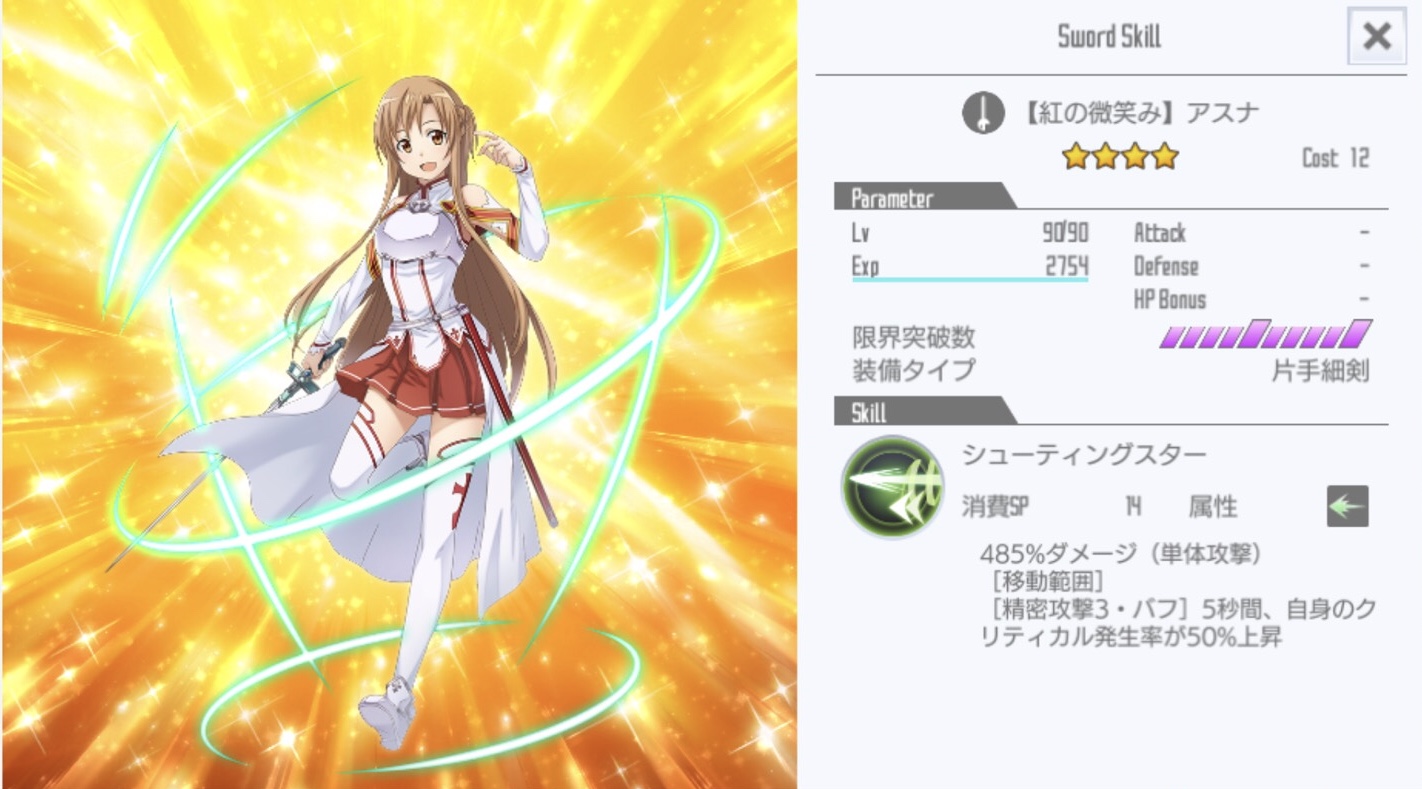 Sword Skill
【紅の微笑み】アスナ
Cost 12
Parameter
Lv 90/90 Attack -
Exp 2754 Defense -
HP Bonus -
限界突破数
装備タイプ 片手細剣
Skill
シューティングスター
消費SP 14 属性
485%ダメージ（単体攻撃）
［移動範囲］
［精密攻撃3・バフ］5秒間、自身のク
リティカル発生率が50%上昇